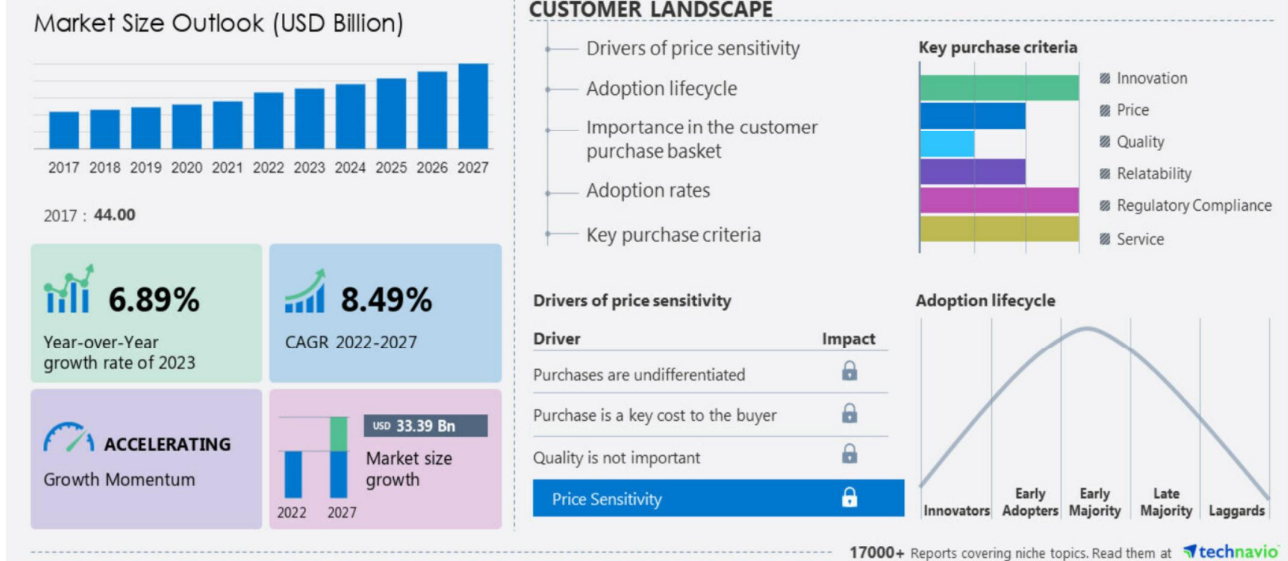 Market Size Outlook (USD Billion)
2017 2018 2019 2020 2021 2022 2023 2024 2025 2026 2027
2017 : 44.00
6.89%
Year-over-Year
growth rate of 2023
8.49%
CAGR 2022-2027
ACCELERATING
Growth Momentum
USD 33.39 Bn
Market size
growth
2022 2027
CUSTOMER LANDSCAPE
Drivers of price sensitivity
Adoption lifecycle
Importance in the customer
purchase basket
Adoption rates
Key purchase criteria
Key purchase criteria
Innovation
Price
Quality
Relatability
Regulatory Compliance
Service
Drivers of price sensitivity
Driver Impact
Purchases are undifferentiated
Purchase is a key cost to the buyer
Quality is not important
Price Sensitivity
Adoption lifecycle
Innovators
Early
Adopters
Early
Majority
Late
Majority
Laggards
17000+ Reports covering niche topics. Read them at technavio